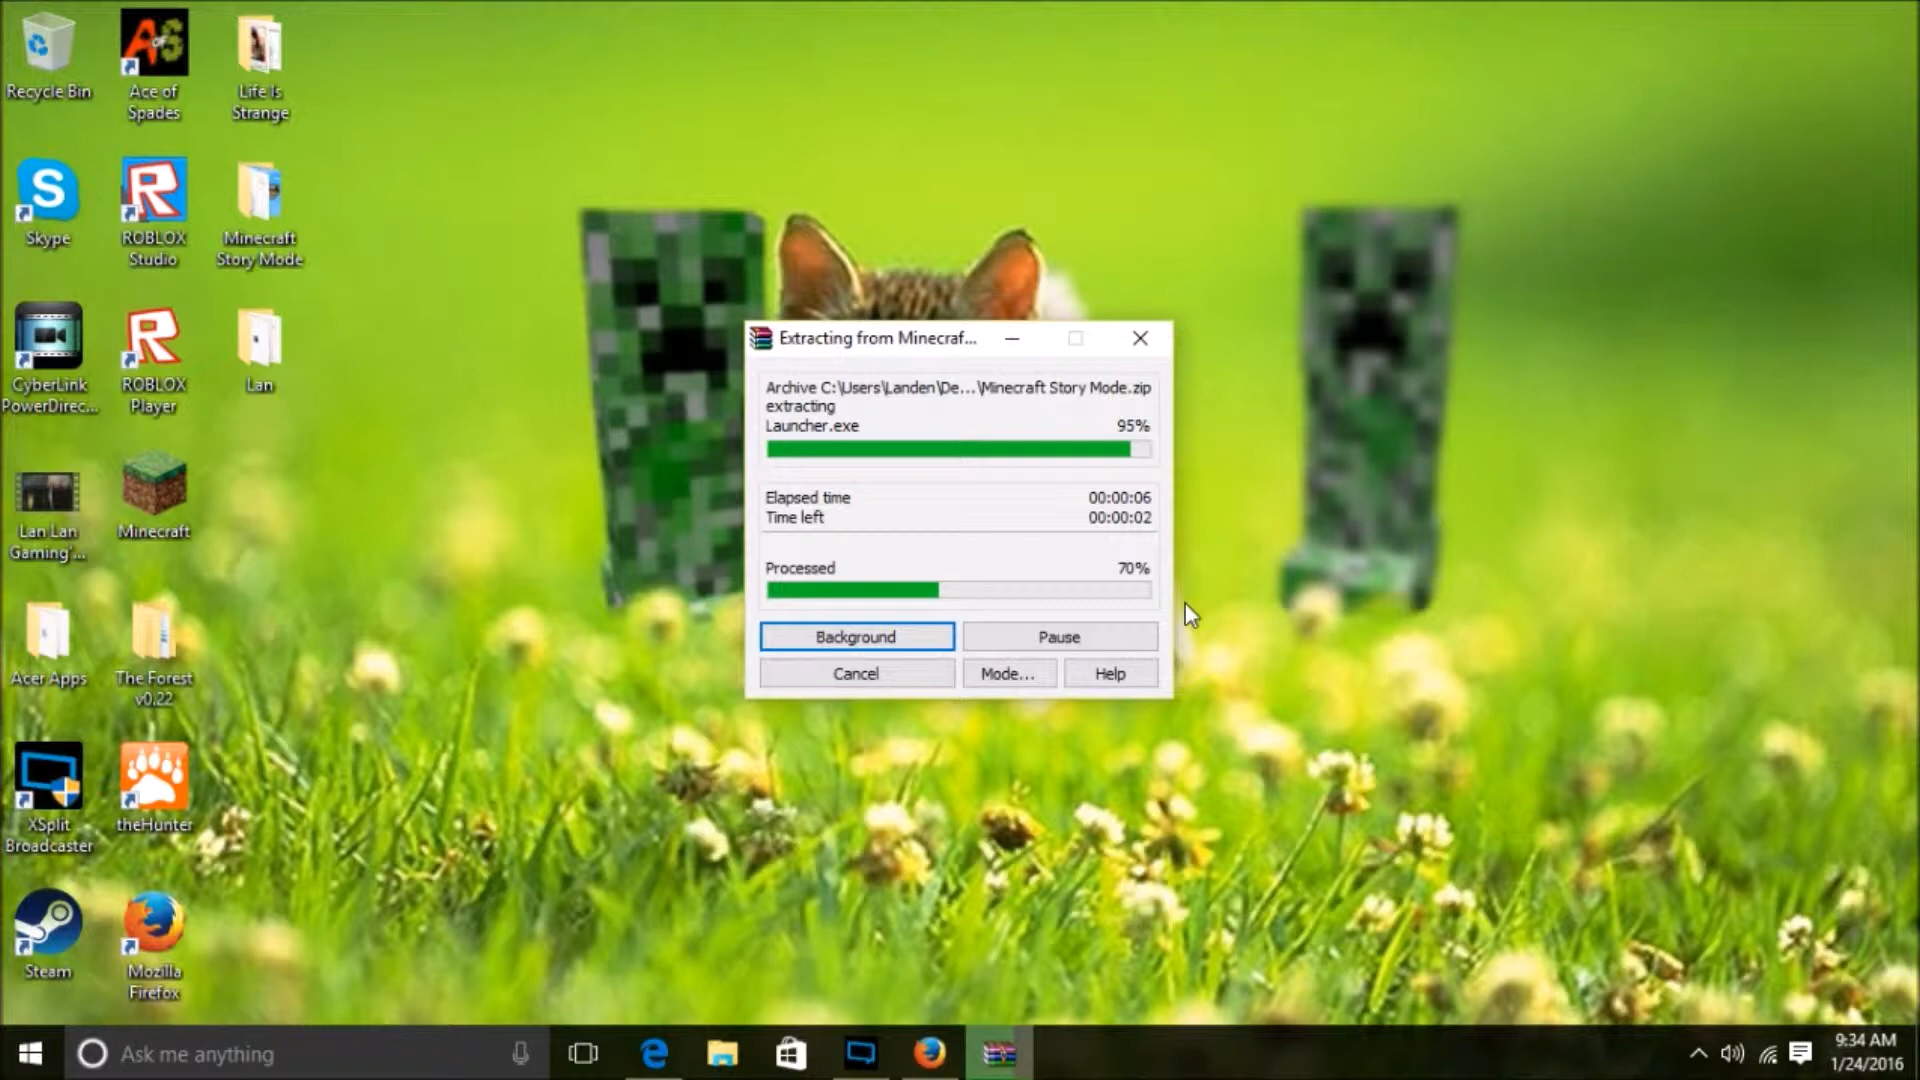 Recycle Bin
Ace of
Spades
Life Is
Strange
Skype
ROBLOX
Studio
Minecraft
Story Mode
CyberLink
PowerDirec...
ROBLOX
Player
Lan
Lan Lan
Gaming'...
Minecraft
Acer Apps
The Forest
v0.22
XSplit
Broadcaster
theHunter
Steam
Mozilla
Firefox
Extracting from Minecraf...
Archive C:\Users\Landen\De...\Minecraft Story Mode.zip
extracting
Launcher.exe 95%
Elapsed time 00:00:06
Time left 00:00:02
Processed 70%
Background Pause
Cancel Mode... Help
Ask me anything
9:34 AM
1/24/2016